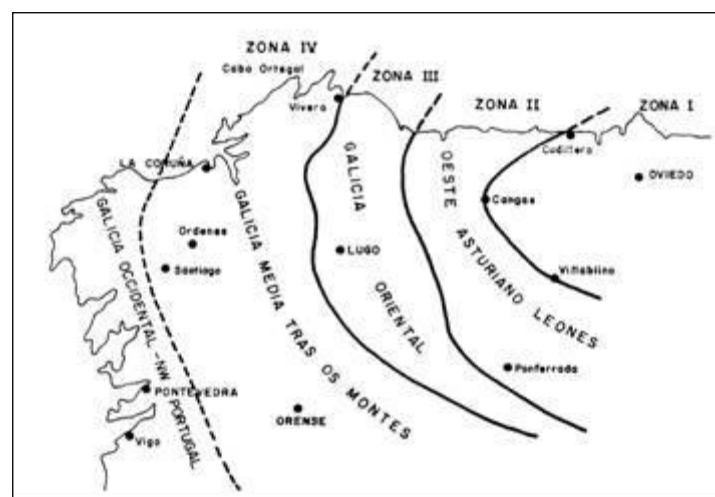 ZONA IV
Cabo Ortegal
ZONA III
Vivero
ZONA II
ZONA I
Cudillero
LA CORUÑA
OVIEDO
Cangas
Ordenes
Santiago
LUGO
Villablino
Ponferrada
PONTEVEDRA
ORENSE
Vigo
GALICIA OCCIDENTAL-NW PORTUGAL
GALICIA MEDIA TRAS OS MONTES
GALICIA ORIENTAL
OESTE ASTURIANO LEONES